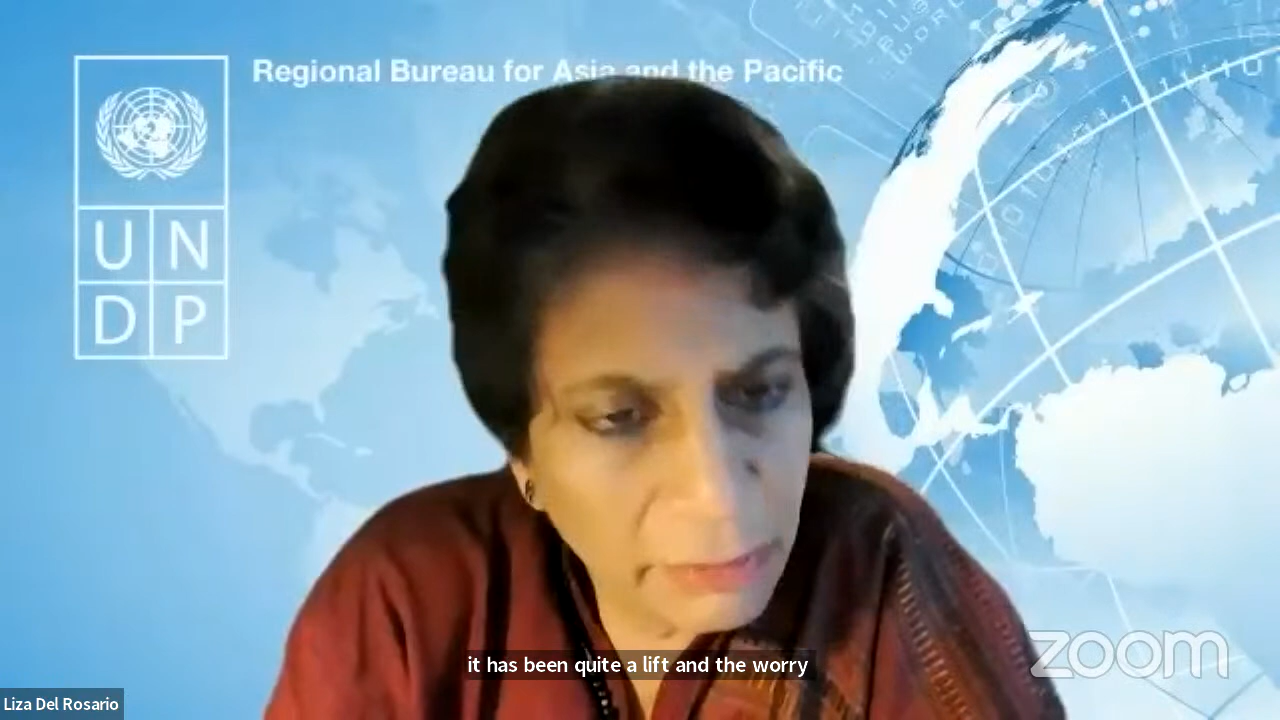 Regional Bureau for Asia and the Pacific
U N
D P
zoom
it has been quite a lift and the worry
Liza Del Rosario